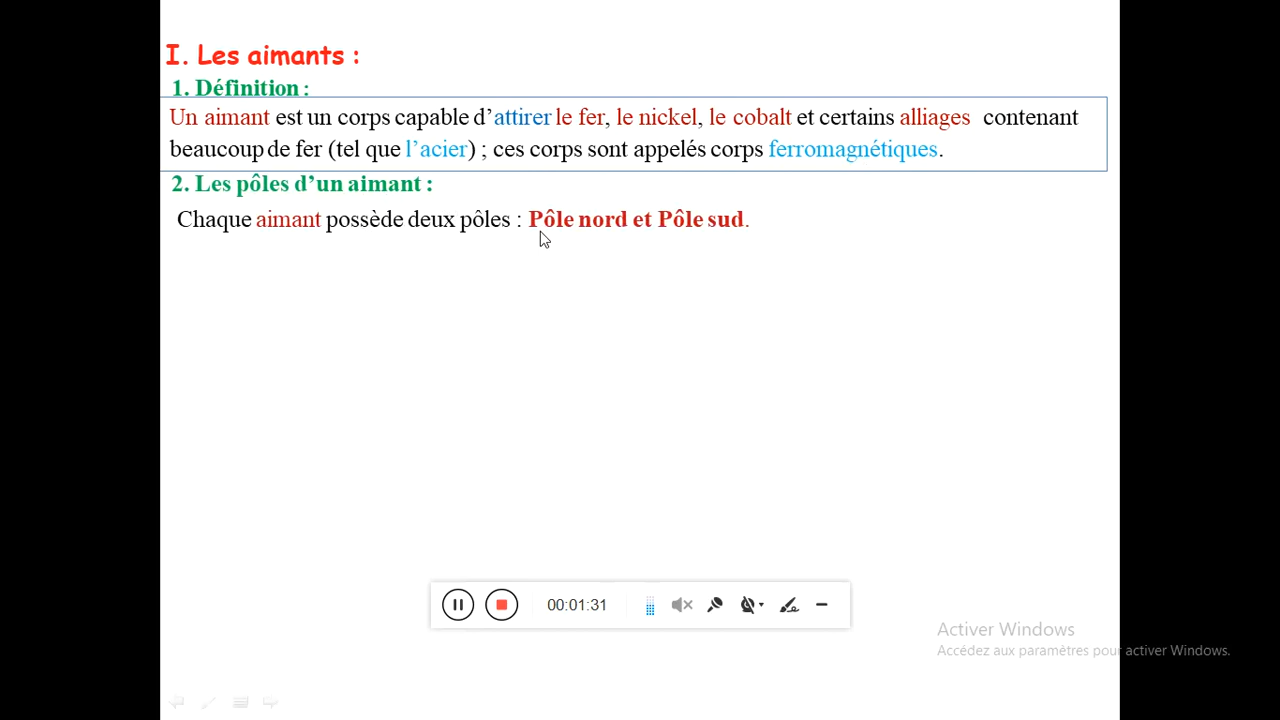 I. Les aimants :
1. Définition :
Un aimant est un corps capable d’attirer le fer, le nickel, le cobalt et certains alliages contenant
beaucoup de fer (tel que l’acier) ; ces corps sont appelés corps ferromagnétiques.
2. Les pôles d’un aimant :
Chaque aimant possède deux pôles : Pôle nord et Pôle sud.
00:01:31
Activer Windows
Accédez aux paramètres pour activer Windows.